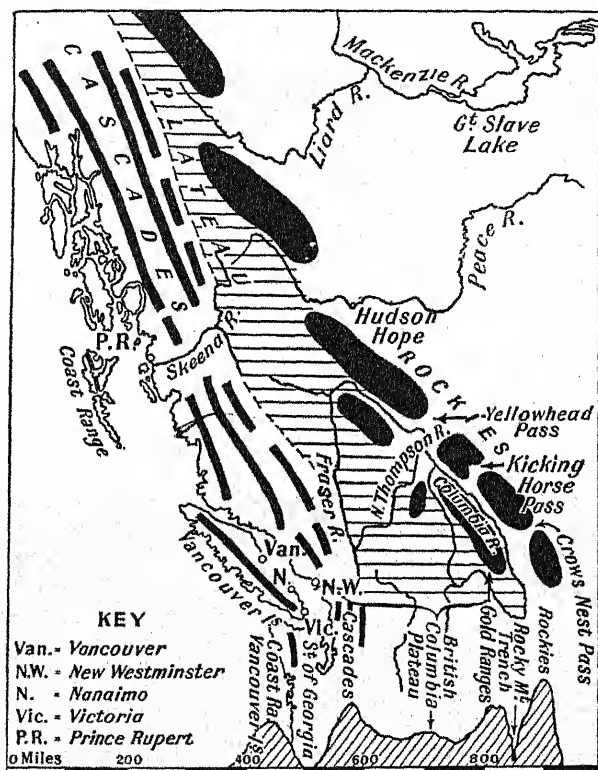 Mackenzie R.
Gt. Slave
Lake
Liard R.
CASCADES
PLATEAU
Peace R.
Hudson
Hope
ROCKIES
P.R.
Skeena R.
Coast Range
Yellowhead
Pass
Kicking
Horse
Pass
N. Thompson R.
Columbia R.
Fraser R.
Crow's Nest Pass
Van.
N.
N.W.
Vic.
Vancouver Is.
KEY
Van. = Vancouver
N.W. = New Westminster
N. = Nanaimo
Vic. = Victoria
P.R. = Prince Rupert
Vancouver Is.
Coast Ra.
St. of Georgia
Cascades
British
Columbia
Plateau
Gold Ranges
Rocky Mt.
Trench
Rockies
0 Miles 200 400 600 800